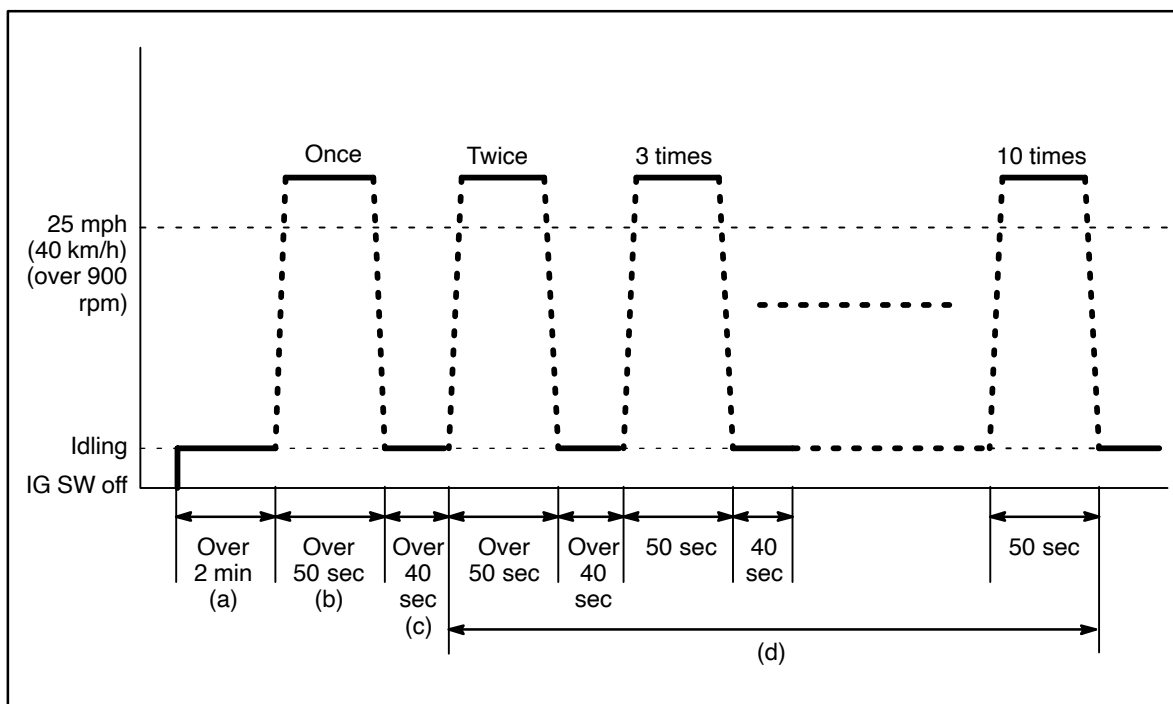 Once
Twice
3 times
10 times
25 mph
(40 km/h)
(over 900
rpm)
Idling
IG SW off
Over
2 min
(a)
Over
50 sec
(b)
Over
40
sec
(c)
Over
50 sec
Over
40
sec
50 sec
40
sec
50 sec
(d)